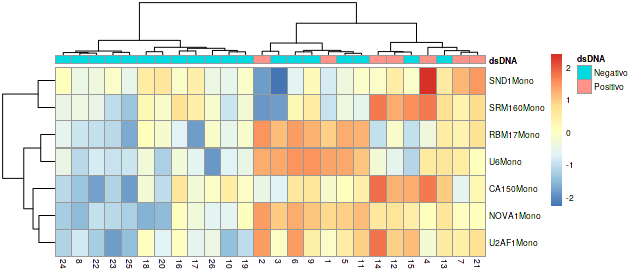 dsDNA
SND1Mono
SRM160Mono
RBM17Mono
U6Mono
CA150Mono
NOVA1Mono
U2AF1Mono
24 8 22 23 25 18 20 16 17 26 10 19 2 3 6 9 1 5 11 14 12 15 4 13 7 21
2
1
0
-1
-2
dsDNA
Negativo
Positivo